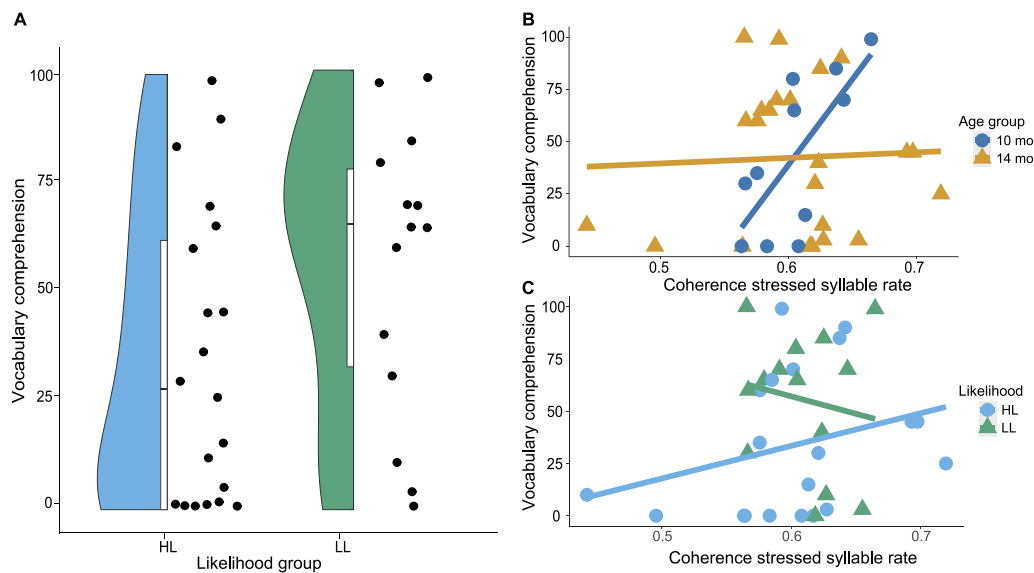 A
Vocabulary comprehension
100
75
50
25
0
HL
LL
Likelihood group
B
Vocabulary comprehension
100
75
50
25
0
0.5
0.6
0.7
Coherence stressed syllable rate
Age group
10 mo
14 mo
C
Vocabulary comprehension
100
75
50
25
0
0.5
0.6
0.7
Coherence stressed syllable rate
Likelihood
HL
LL